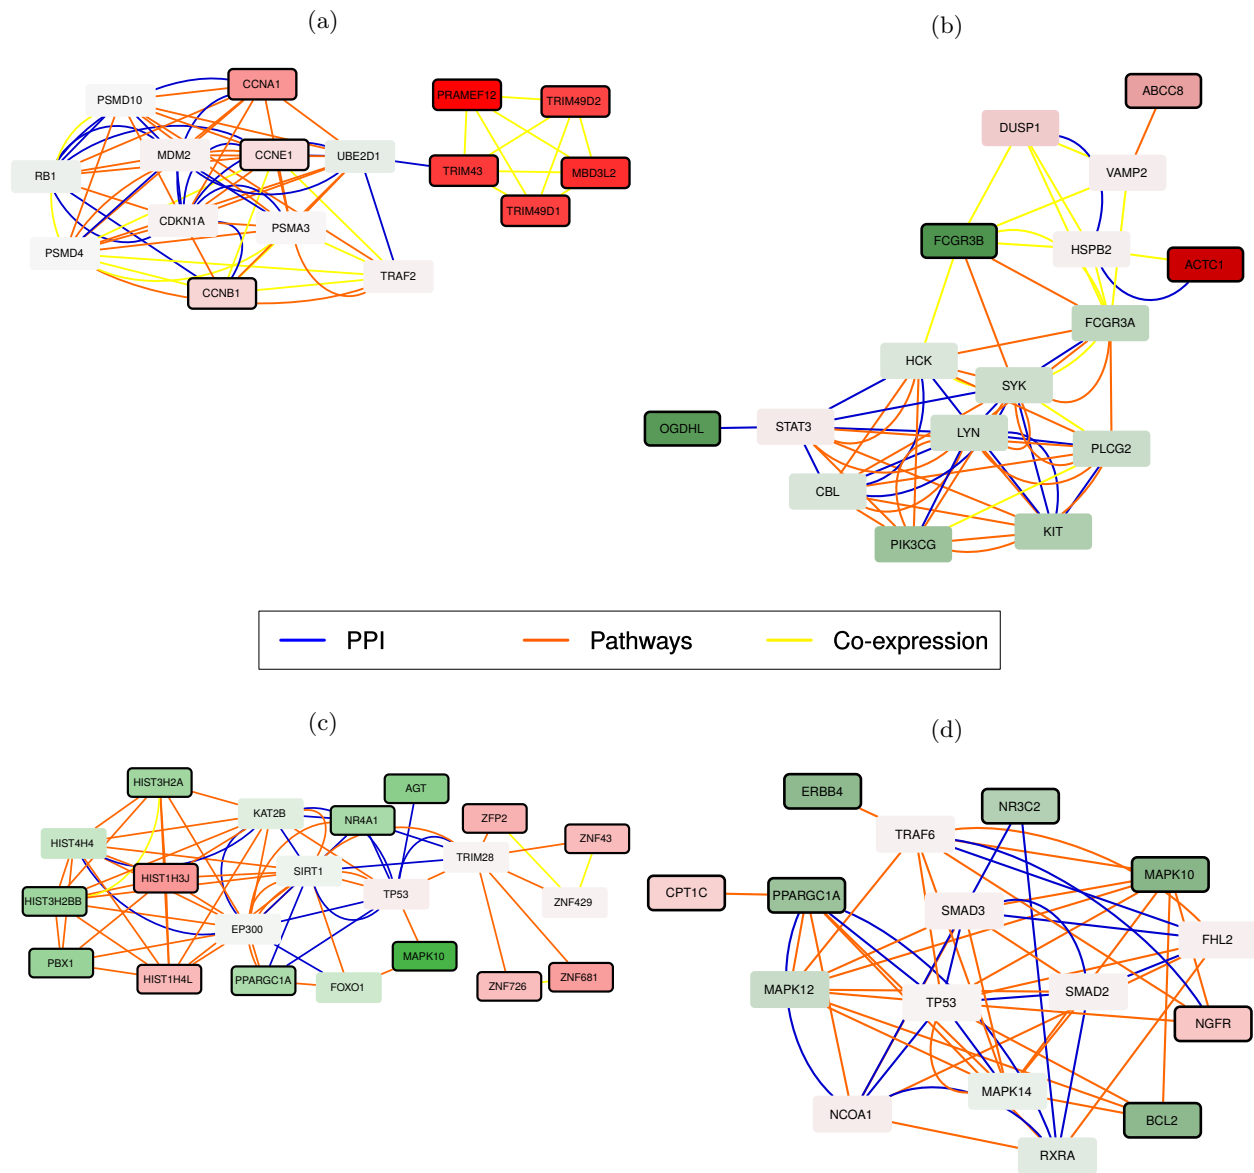 (a)
CCNA1
PSMD10
PRAMEF12
TRIM49D2
MDM2
CCNE1
UBE2D1
RB1
TRIM43
MBD3L2
TRIM49D1
CDKN1A
PSMA3
PSMD4
TRAF2
CCNB1
(b)
ABCC8
DUSP1
VAMP2
FCGR3B
HSPB2
ACTC1
FCGR3A
HCK
SYK
OGDHL
STAT3
LYN
PLCG2
CBL
KIT
PIK3CG
PPI
Pathways
Co-expression
(c)
HIST3H2A
AGT
KAT2B
NR4A1
ZFP2
ZNF43
HIST4H4
TRIM28
SIRT1
HIST1H3J
TP53
HIST3H2BB
ZNF429
EP300
PBX1
MAPK10
HIST1H4L
PPARGC1A
FOXO1
ZNF726
ZNF681
(d)
ERBB4
NR3C2
TRAF6
MAPK10
CPT1C
PPARGC1A
SMAD3
FHL2
MAPK12
TP53
SMAD2
NGFR
MAPK14
NCOA1
BCL2
RXRA